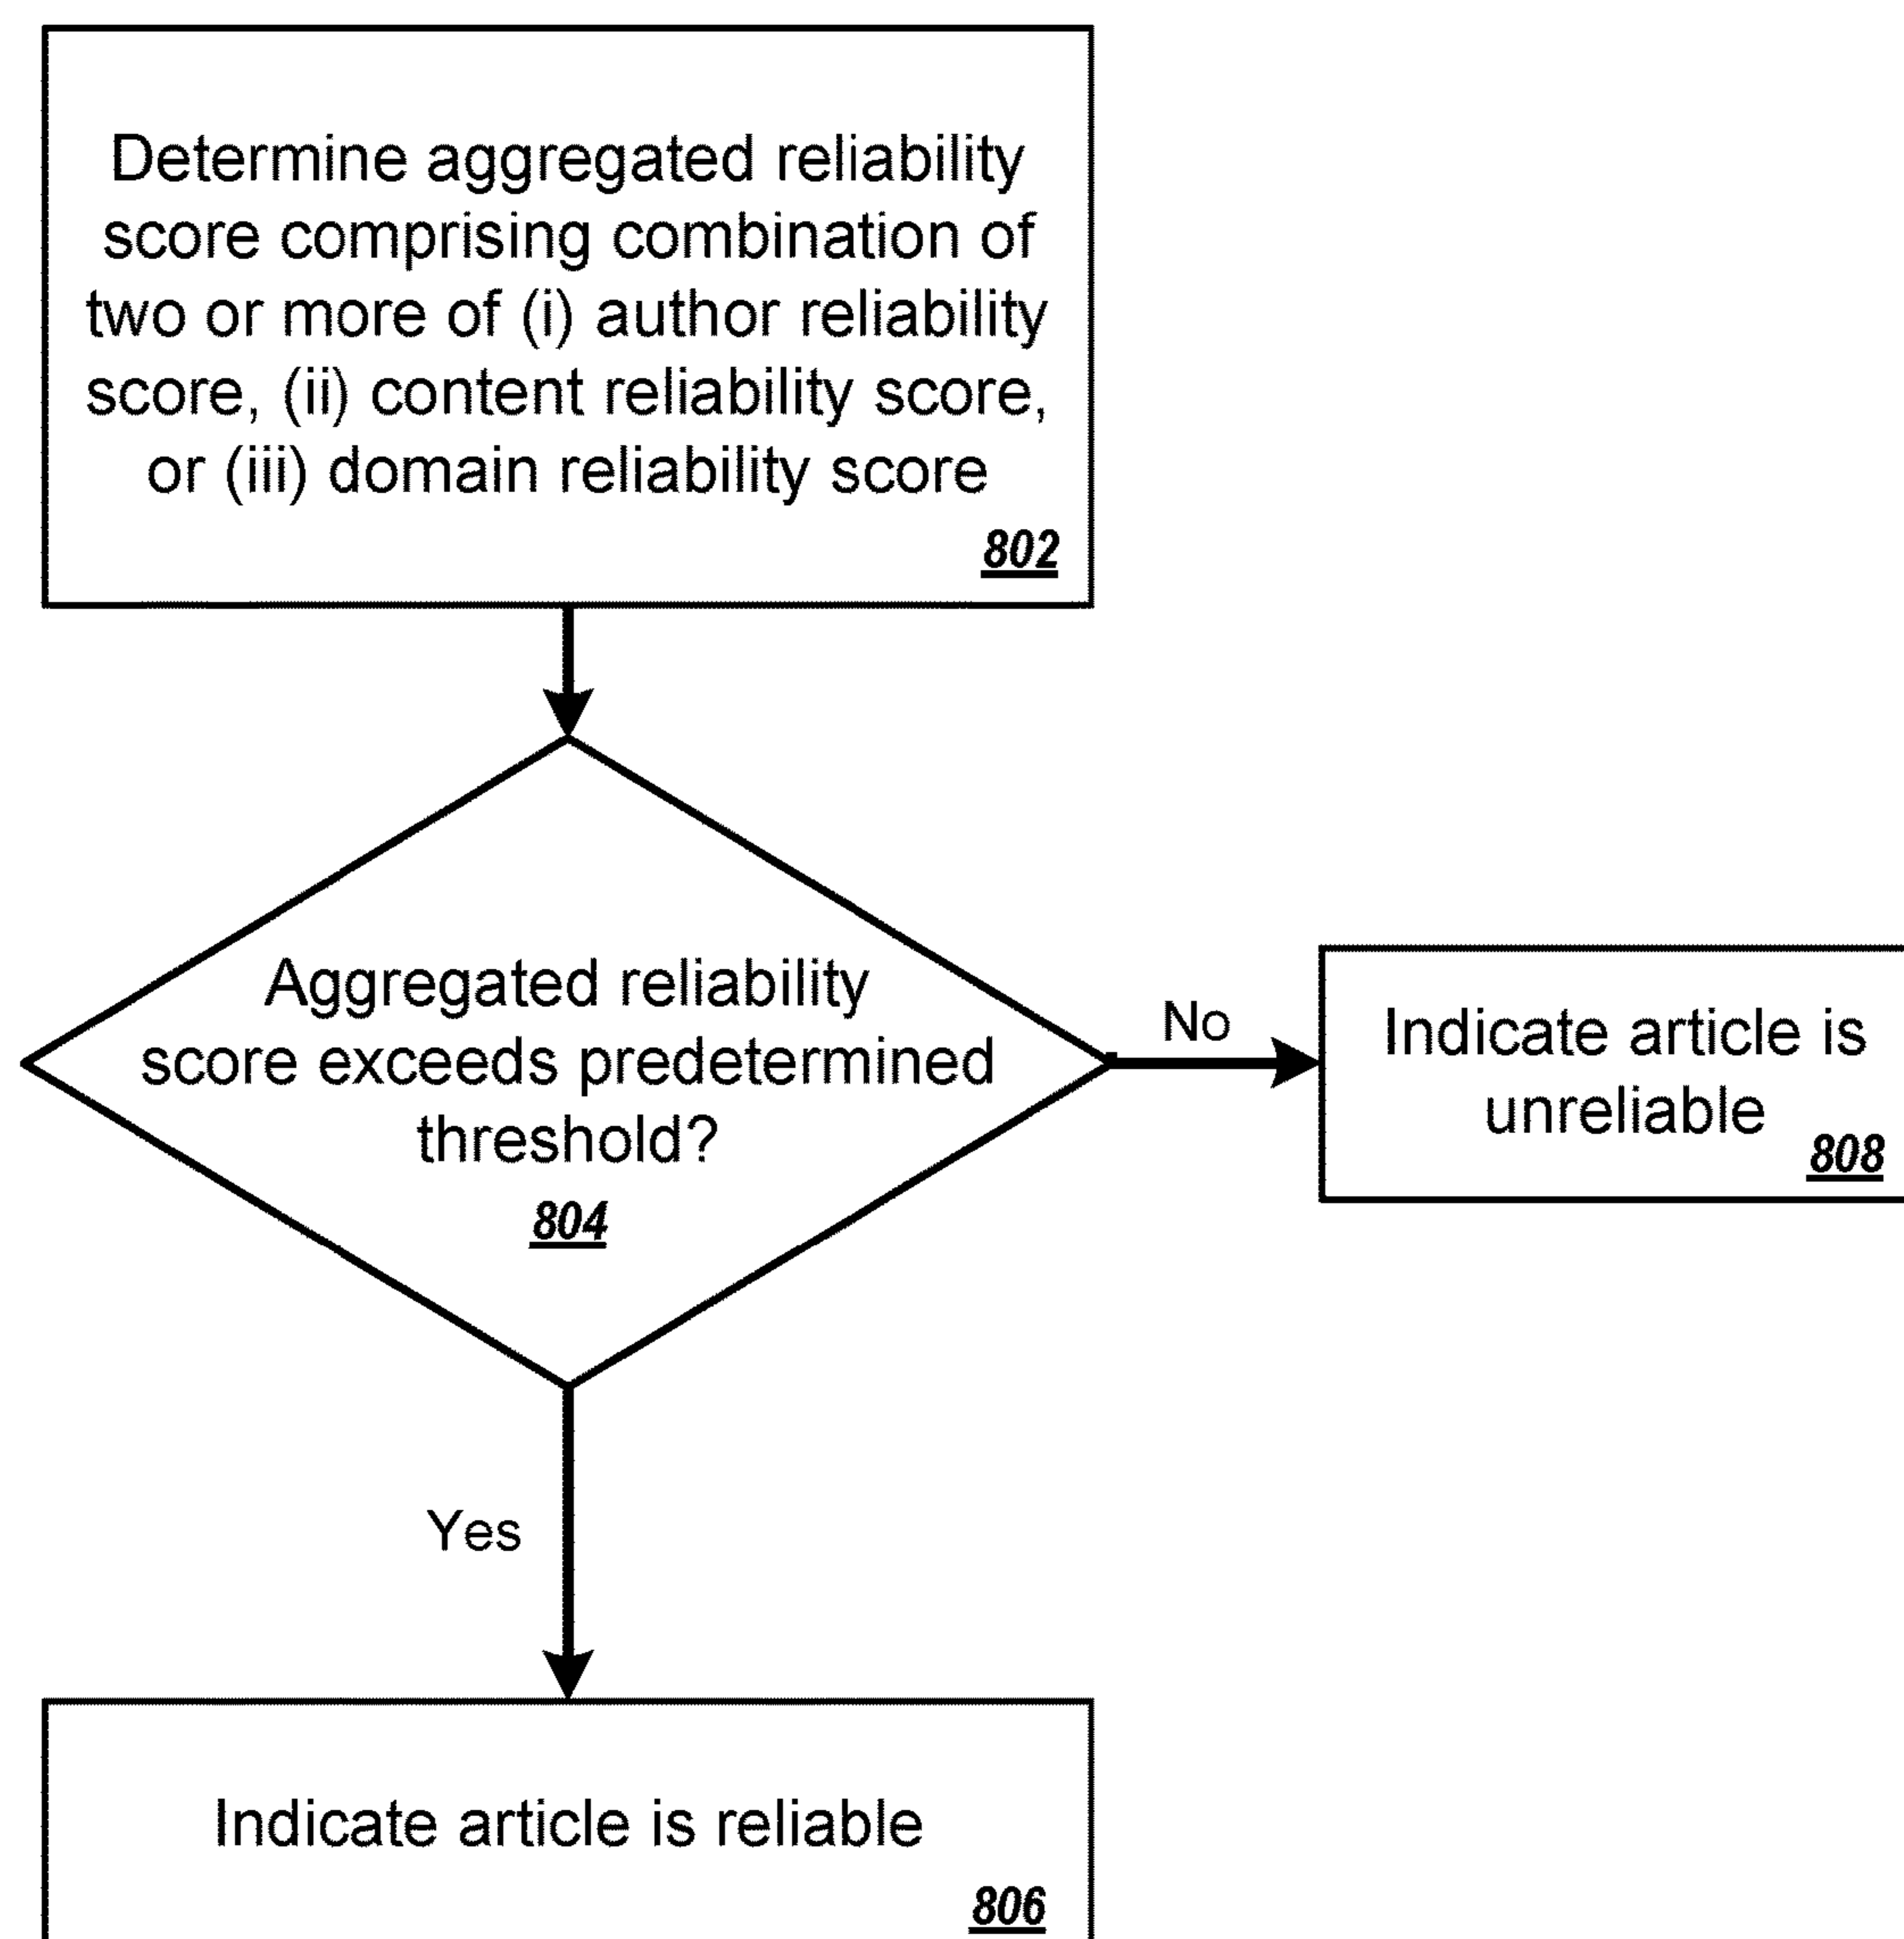 Determine aggregated reliability
score comprising combination of
two or more of (i) author reliability
score, (ii) content reliability score,
or (iii) domain reliability score
802
Aggregated reliability
score exceeds predetermined
threshold?
804
No
Indicate article is
unreliable
808
Yes
Indicate article is reliable
806